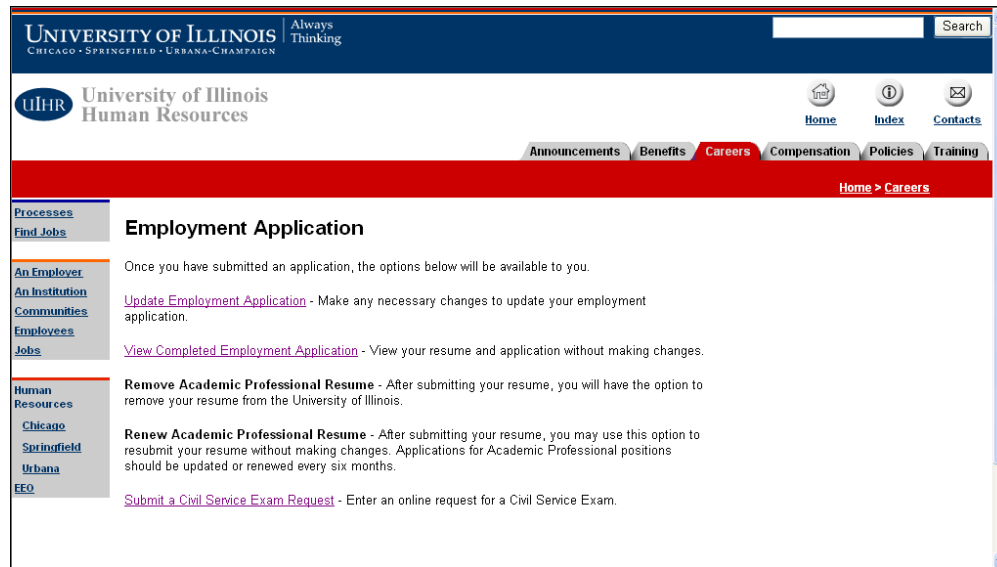 UNIVERSITY OF ILLINOIS
CHICAGO • SPRINGFIELD • URBANA-CHAMPAIGN
Always
Thinking
Search
UIHR
University of Illinois
Human Resources
Home
Index
Contacts
Announcements
Benefits
Careers
Compensation
Policies
Training
Home > Careers
Processes
Find Jobs
An Employer
An Institution
Communities
Employees
Jobs
Human
Resources
Chicago
Springfield
Urbana
EEO
Employment Application
Once you have submitted an application, the options below will be available to you.
Update Employment Application - Make any necessary changes to update your employment
application.
View Completed Employment Application - View your resume and application without making changes.
Remove Academic Professional Resume - After submitting your resume, you will have the option to
remove your resume from the University of Illinois.
Renew Academic Professional Resume - After submitting your resume, you may use this option to
resubmit your resume without making changes. Applications for Academic Professional positions
should be updated or renewed every six months.
Submit a Civil Service Exam Request - Enter an online request for a Civil Service Exam.